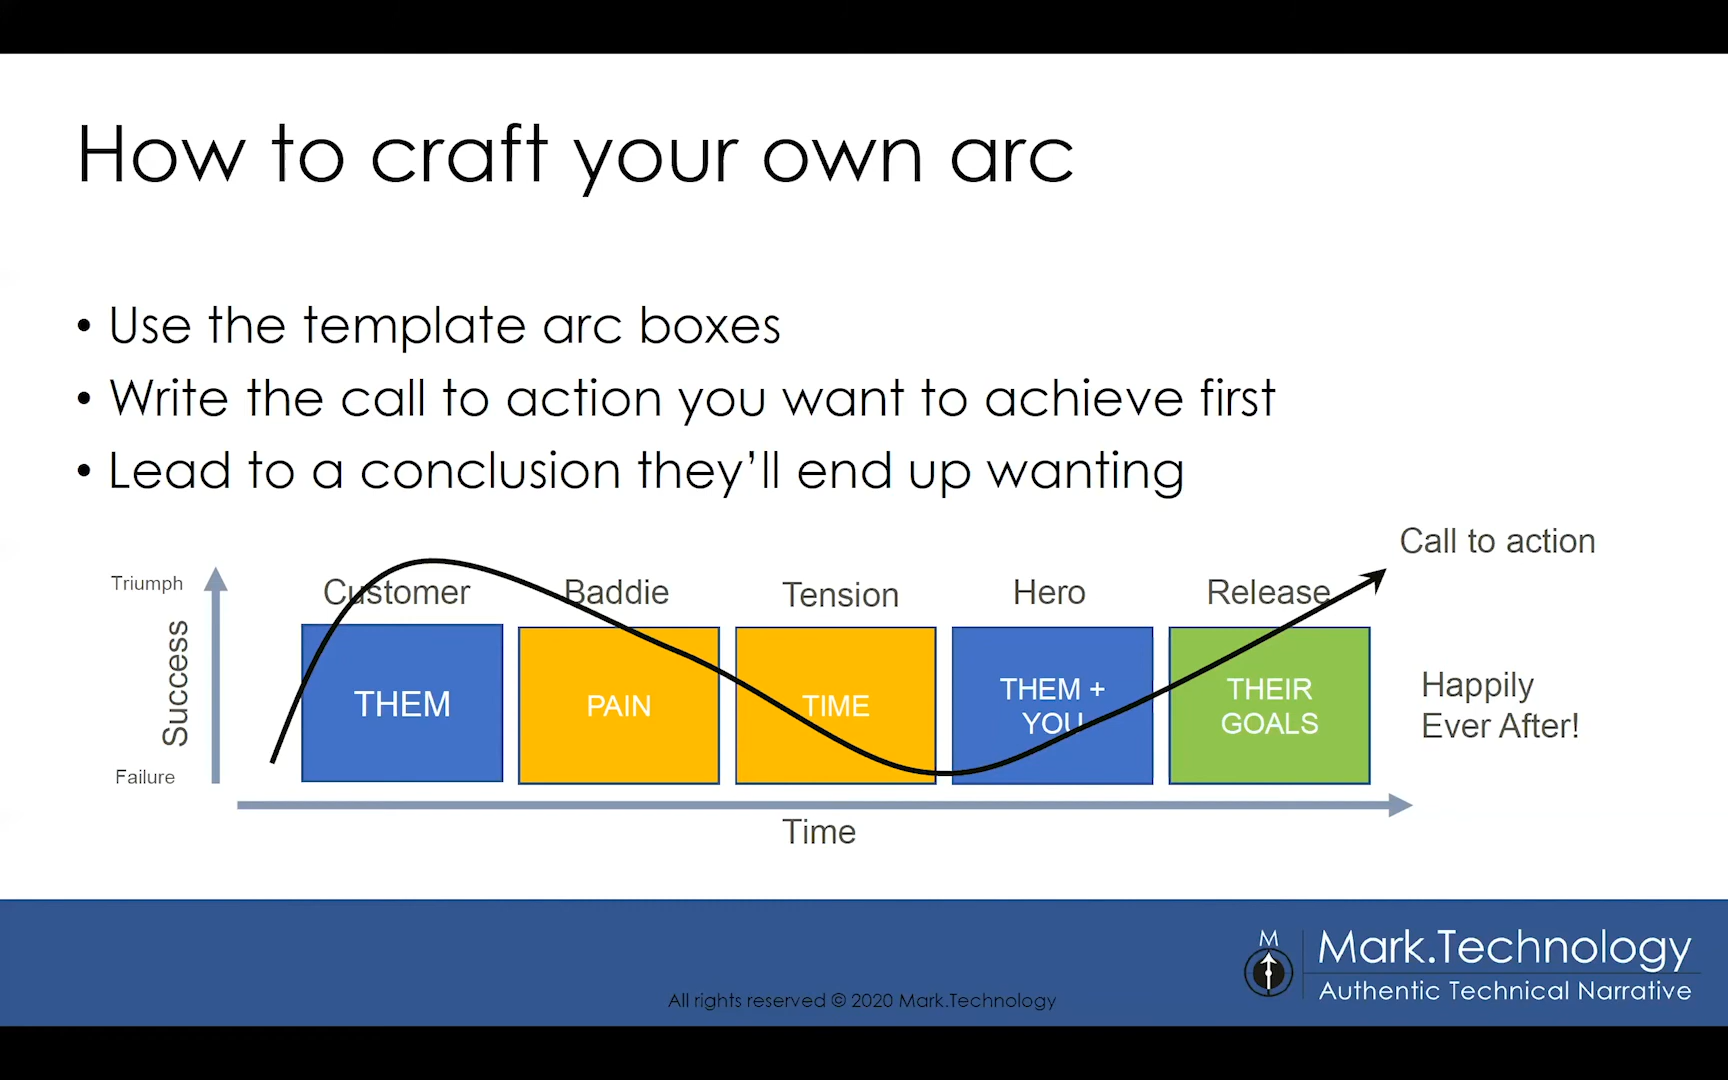 How to craft your own arc
• Use the template arc boxes
• Write the call to action you want to achieve first
• Lead to a conclusion they’ll end up wanting
Call to action
Triumph
Customer
Baddie
Tension
Hero
Release
Success
THEM
PAIN
TIME
THEM +
YOU
THEIR
GOALS
Happily
Ever After!
Failure
Time
M
Mark.Technology
Authentic Technical Narrative
All rights reserved © 2020 Mark.Technology